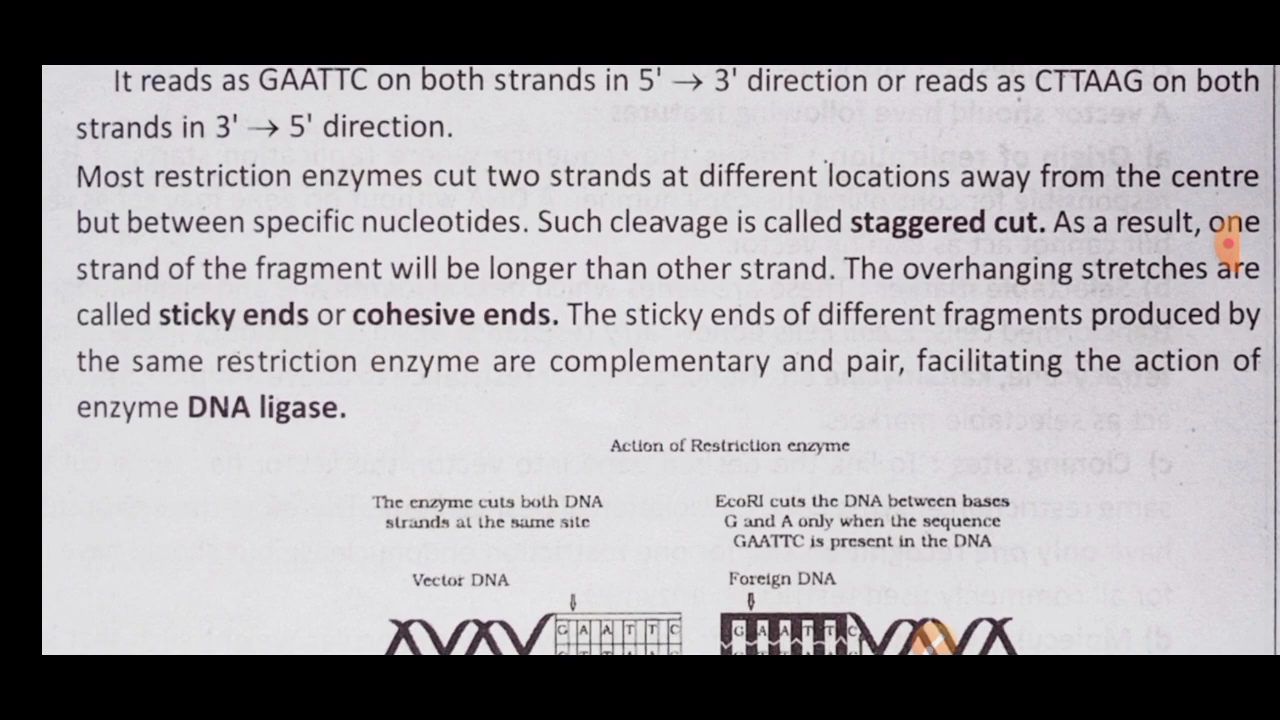 It reads as GAATTC on both strands in 5' → 3' direction or reads as CTTAAG on both
strands in 3' → 5' direction.
Most restriction enzymes cut two strands at different locations away from the centre
but between specific nucleotides. Such cleavage is called staggered cut. As a result, one
strand of the fragment will be longer than other strand. The overhanging stretches are
called sticky ends or cohesive ends. The sticky ends of different fragments produced by
the same restriction enzyme are complementary and pair, facilitating the action of
enzyme DNA ligase.
Action of Restriction enzyme
The enzyme cuts both DNA
strands at the same site
EcoRI cuts the DNA between bases
G and A only when the sequence
GAATTC is present in the DNA
Vector DNA
Foreign DNA
G A A T T C
G A A T T C